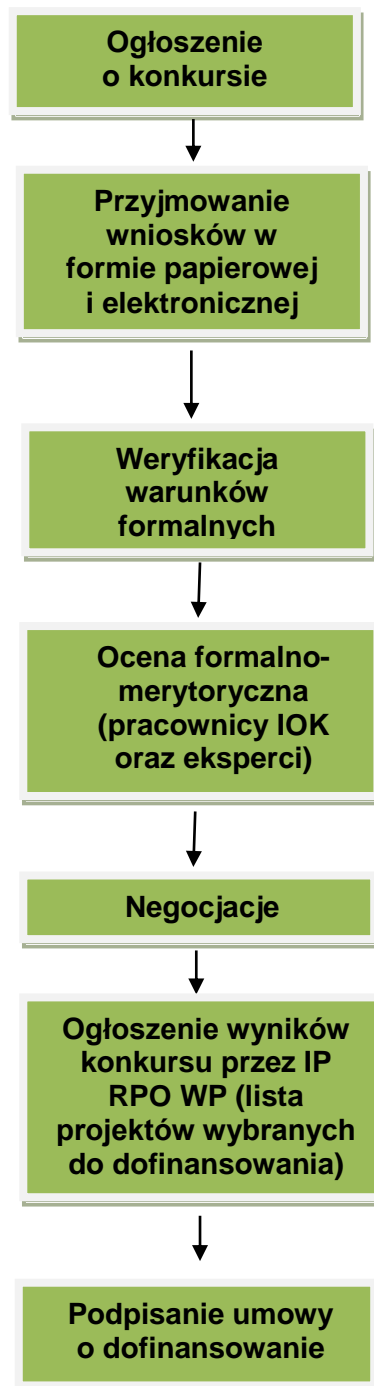 Ogłoszenie
o konkursie
Przyjmowanie
wniosków w
formie papierowej
i elektronicznej
Weryfikacja
warunków
formalnych
Ocena formalno-
merytoryczna
(pracownicy IOK
oraz eksperci)
Negocjacje
Ogłoszenie wyników
konkursu przez IP
RPO WP (lista
projektów wybranych
do dofinansowania)
Podpisanie umowy
o dofinansowanie